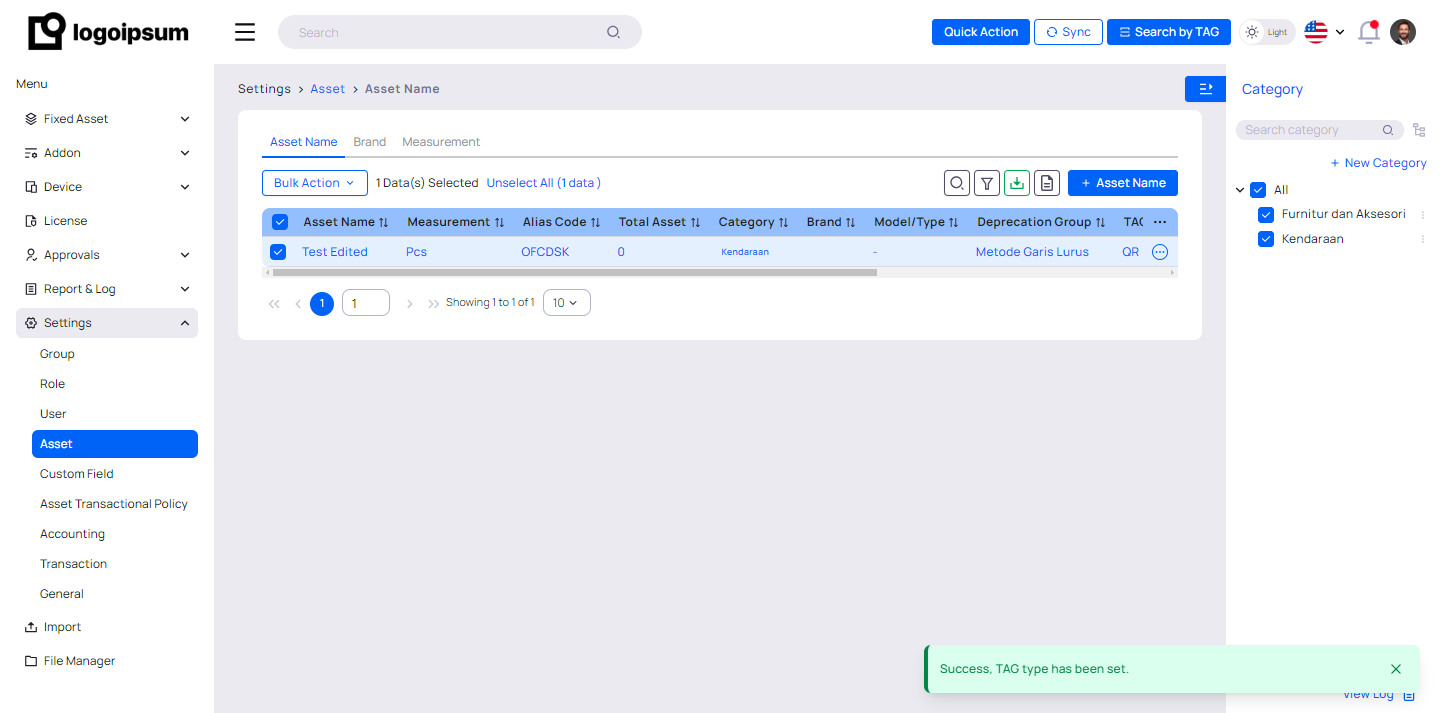 logoipsum
Search
Quick Action
Sync
Search by TAG
Light
Menu
Fixed Asset
Addon
Device
License
Approvals
Report & Log
Settings
Group
Role
User
Asset
Custom Field
Asset Transactional Policy
Accounting
Transaction
General
Import
File Manager
Settings > Asset > Asset Name
Asset Name Brand Measurement
Bulk Action 1 Data(s) Selected Unselect All (1 data )
+ Asset Name
Asset Name Measurement Alias Code Total Asset Category Brand Model/Type Deprecation Group TAG
Test Edited Pcs OFCDSK 0 Kendaraan - Metode Garis Lurus QR
1 1 Showing 1 to 1 of 1 10
Category
Search category
+ New Category
All
Furnitur dan Aksesori
Kendaraan
Success, TAG type has been set.
View Log